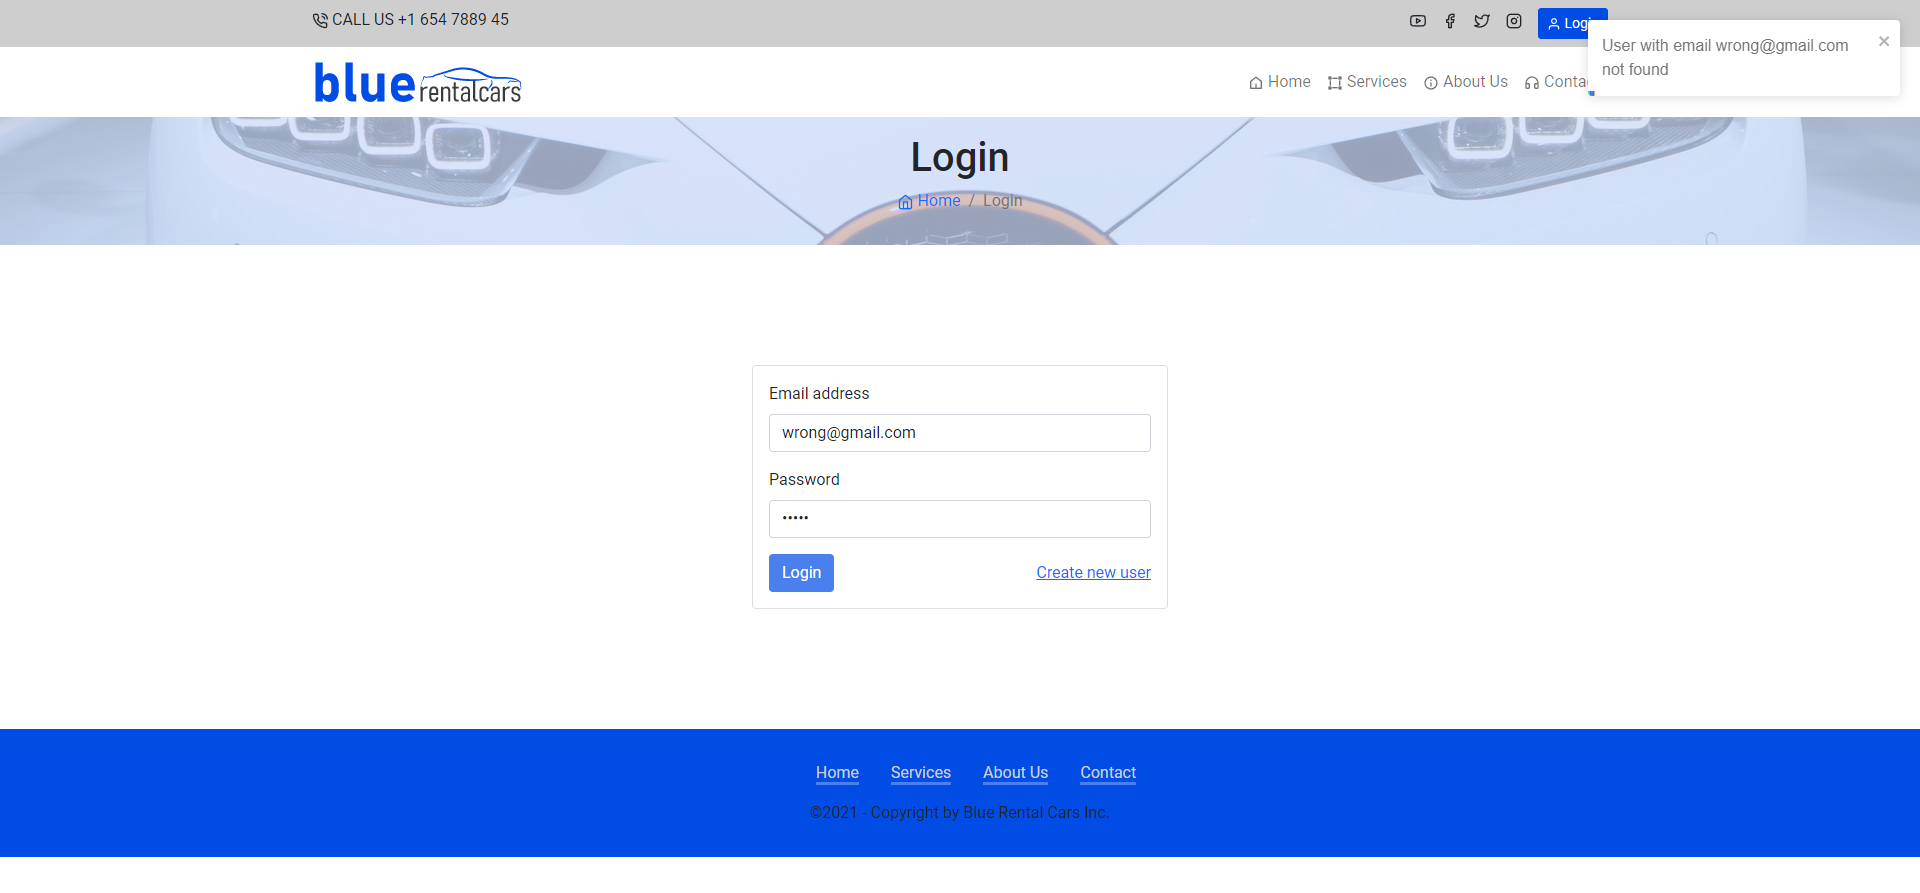 CALL US +1 654 7889 45
Login
User with email wrong@gmail.com
not found
blue rentalcars
Home
Services
About Us
Login
Home / Login
Email address
wrong@gmail.com
Password
•••••
Login
Create new user
Home
Services
About Us
Contact
©2021 - Copyright by Blue Rental Cars Inc.